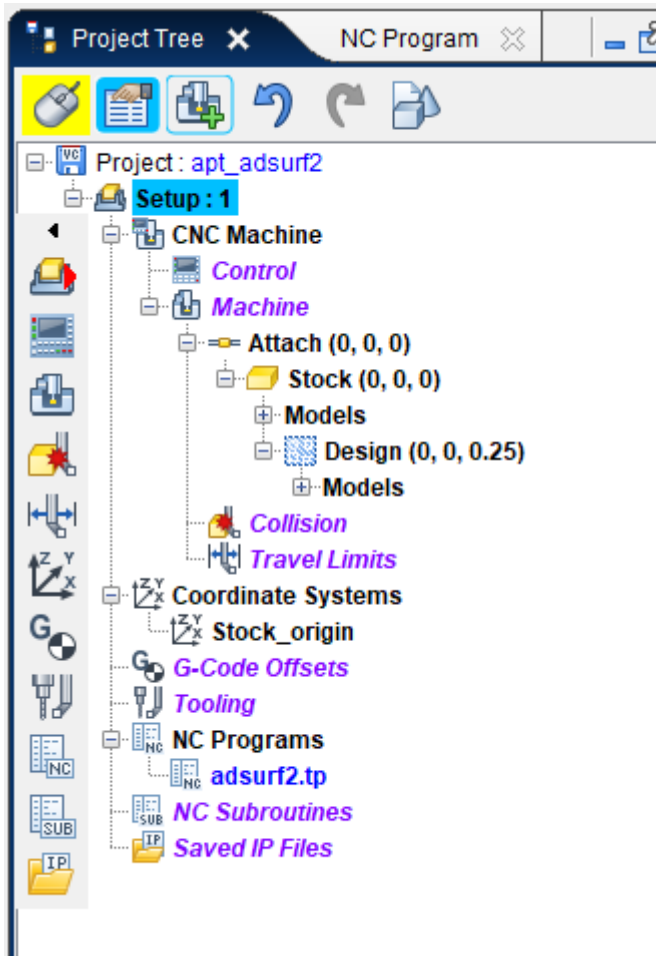 Project Tree NC Program
Project : apt_adsurf2
Setup : 1
CNC Machine
Control
Machine
Attach (0, 0, 0)
Stock (0, 0, 0)
Models
Design (0, 0, 0.25)
Models
Collision
Travel Limits
Coordinate Systems
Stock_origin
G-Code Offsets
Tooling
NC Programs
adsurf2.tp
NC Subroutines
Saved IP Files